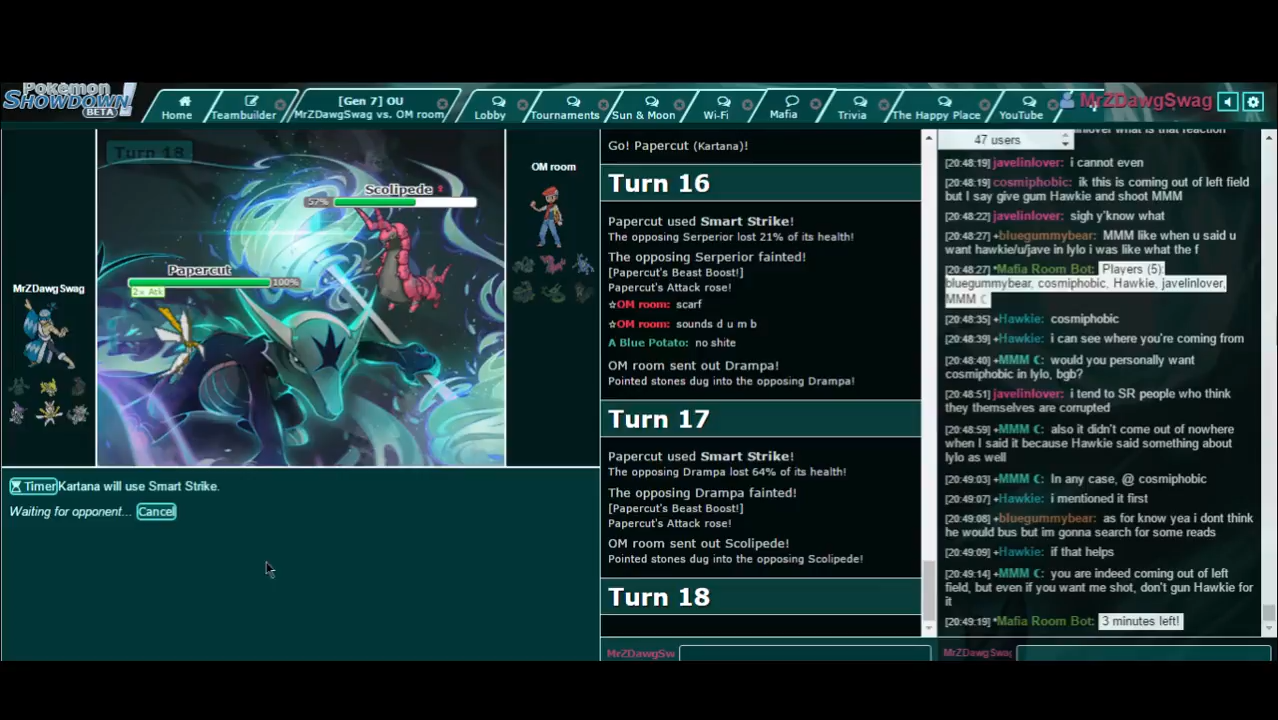 Pokémon
SHOWDOWN!
BETA
Home
Teambuilder
[Gen 7] OU
MrZDawgSwag vs. OM room
Lobby
Tournaments
Sun & Moon
Wi-Fi
Mafia
Trivia
The Happy Place
YouTube
MrZDawgSwag
Turn 18
Scolipede
57%
Papercut
100%
2x Atk
MrZDawgSwag
OM room
Timer Kartana will use Smart Strike.
Waiting for opponent... Cancel
Go! Papercut (Kartana)!
Turn 16
Papercut used Smart Strike!
The opposing Serperior lost 21% of its health!
The opposing Serperior fainted!
[Papercut's Beast Boost!]
Papercut's Attack rose!
☆OM room: scarf
☆OM room: sounds d u m b
A Blue Potato: no shite
OM room sent out Drampa!
Pointed stones dug into the opposing Drampa!
Turn 17
Papercut used Smart Strike!
The opposing Drampa lost 64% of its health!
The opposing Drampa fainted!
[Papercut's Beast Boost!]
Papercut's Attack rose!
OM room sent out Scolipede!
Pointed stones dug into the opposing Scolipede!
Turn 18
MrZDawgSw
47 users
what is that reaction
[20:48:19] javelinlover: i cannot even
[20:48:19] cosmiphobic: ik this is coming out of left field
but I say give gum Hawkie and shoot MMM
[20:48:22] javelinlover: sigh y'know what
[20:48:27] +bluegummybear: MMM like when u said u
want hawkie/u/jave in lylo i was like what the f
[20:48:27] *Mafia Room Bot: Players (5):
bluegummybear, cosmiphobic, Hawkie, javelinlover,
MMM ☾
[20:48:35] +Hawkie: cosmiphobic
[20:48:39] +Hawkie: i can see where you're coming from
[20:48:40] +MMM ☾: would you personally want
cosmiphobic in lylo, bgb?
[20:48:51] javelinlover: i tend to SR people who think
they themselves are corrupted
[20:48:59] +MMM ☾: also it didn't come out of nowhere
when I said it because Hawkie said something about
lylo as well
[20:49:03] +MMM ☾: In any case, @ cosmiphobic
[20:49:07] +Hawkie: i mentioned it first
[20:49:08] +bluegummybear: as for know yea i dont think
he would bus but im gonna search for some reads
[20:49:09] +Hawkie: if that helps
[20:49:14] +MMM ☾: you are indeed coming out of left
field, but even if you want me shot, don't gun Hawkie for
it
[20:49:19] *Mafia Room Bot: 3 minutes left!
MrZDawgSwag